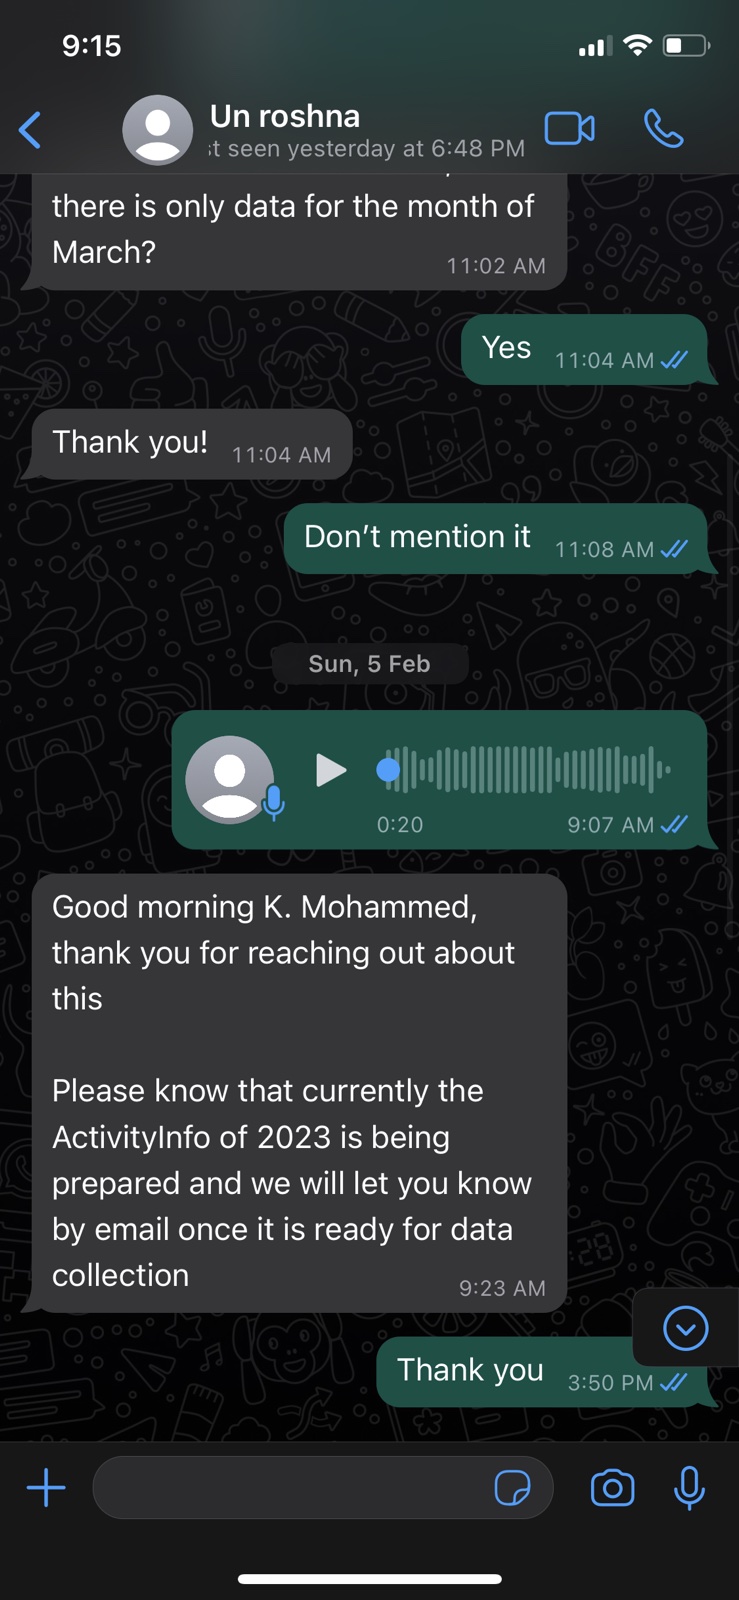 9:15
Un roshna
st seen yesterday at 6:48 PM
there is only data for the month of
March?
11:02 AM
Yes
11:04 AM
Thank you!
11:04 AM
Don’t mention it
11:08 AM
Sun, 5 Feb
0:20
9:07 AM
Good morning K. Mohammed,
thank you for reaching out about
this
Please know that currently the
ActivityInfo of 2023 is being
prepared and we will let you know
by email once it is ready for data
collection
9:23 AM
Thank you
3:50 PM